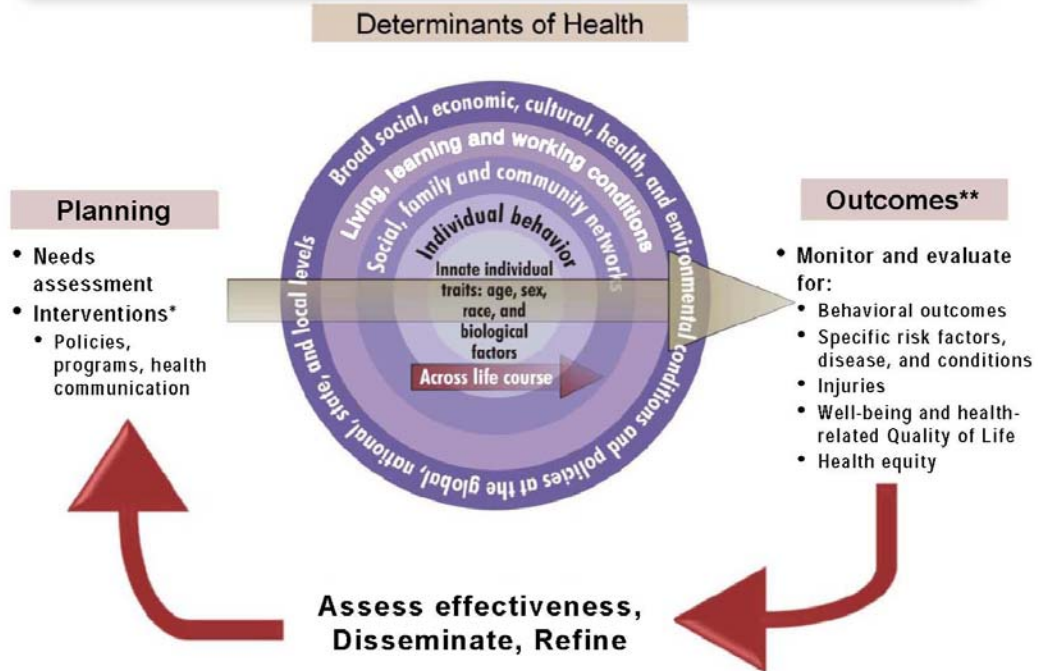 Determinants of Health
Planning
• Needs
assessment
• Interventions*
• Policies,
programs, health
communication
Broad social, economic, cultural, health, and environmental conditions and policies at the global, national, state, and local levels
Living, learning and working conditions
Social, family and community networks
Individual behavior
Innate individual
traits: age, sex,
race, and
biological
factors
Across life course
Outcomes**
• Monitor and evaluate
for:
• Behavioral outcomes
• Specific risk factors,
disease, and conditions
• Injuries
• Well-being and health-
related Quality of Life
• Health equity
Assess effectiveness,
Disseminate, Refine